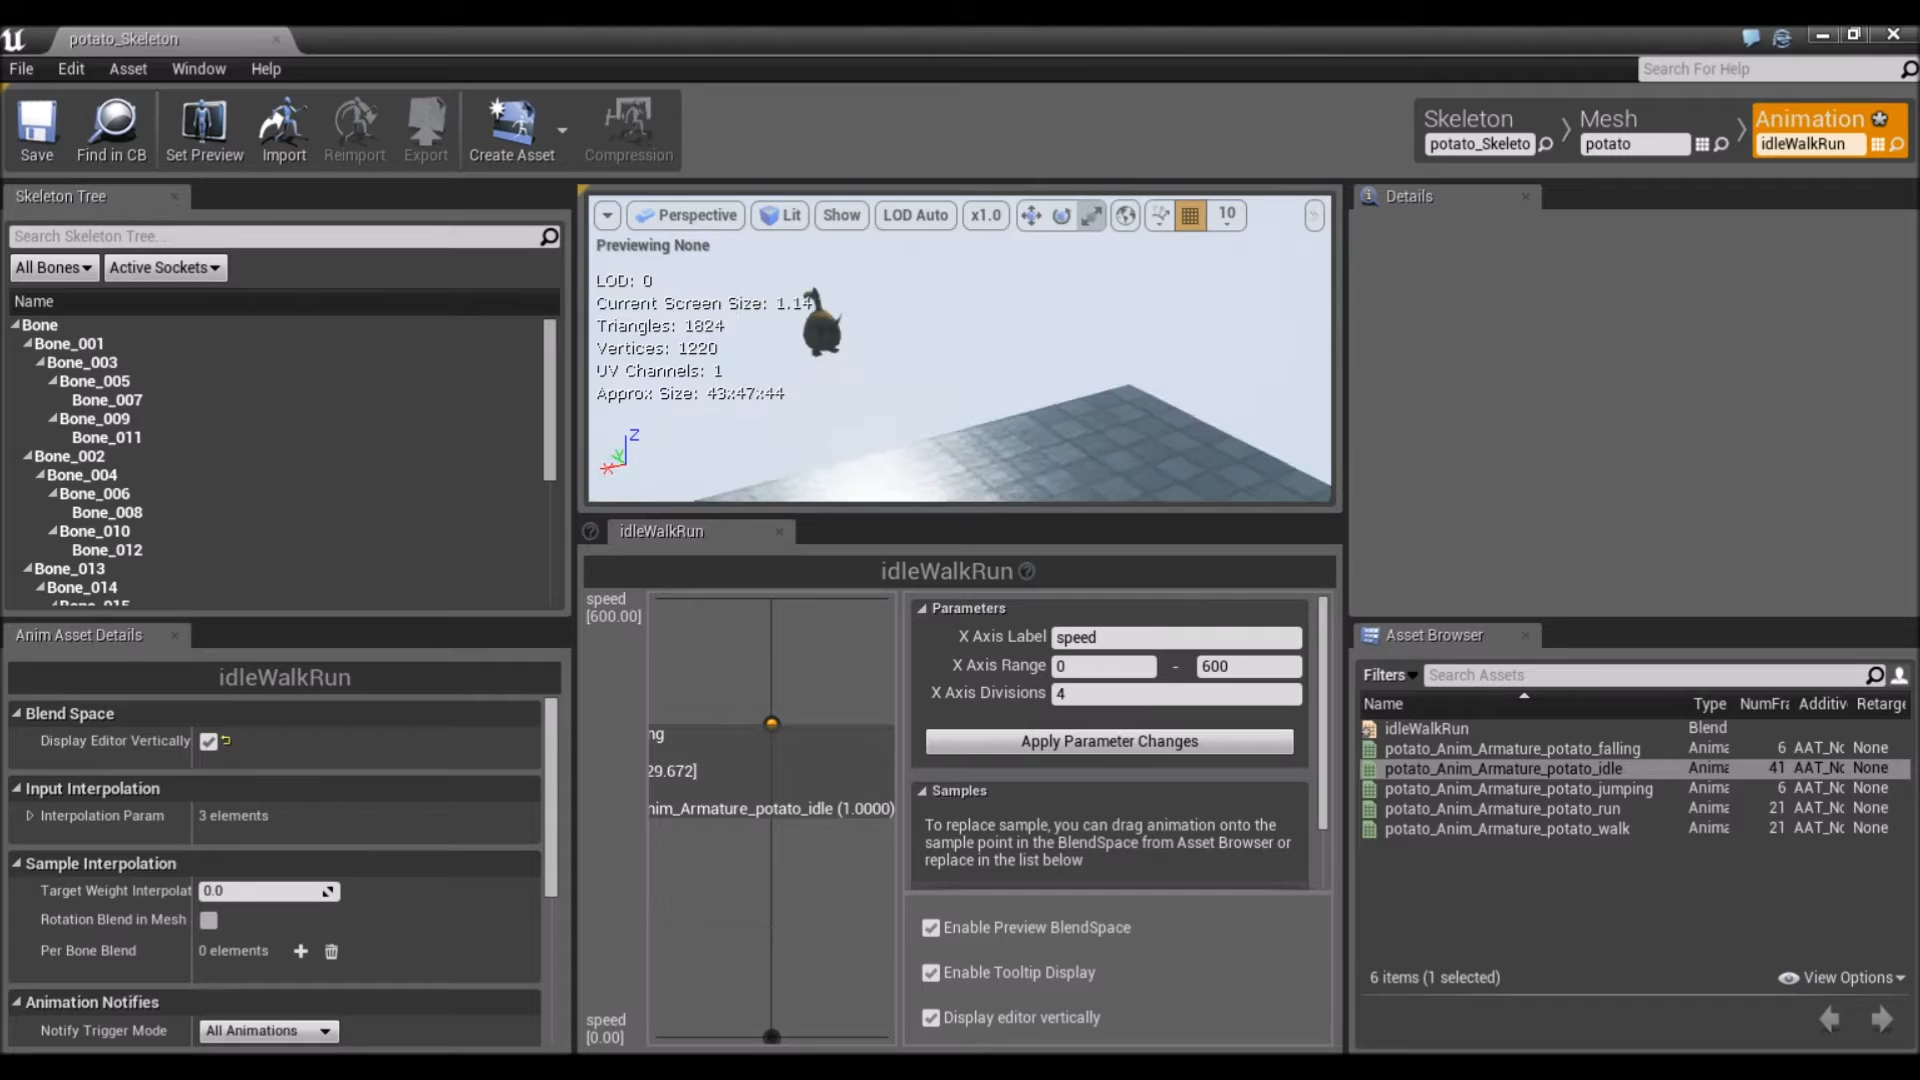 potato_Skeleton
File Edit Asset Window Help
Search For Help
Save
Find in CB
Set Preview
Import
Reimport
Export
Create Asset
Compression
Skeleton
potato_Skeleto
Mesh
potato
Animation
idleWalkRun
Skeleton Tree
Search Skeleton Tree...
All Bones
Active Sockets
Name
Bone
Bone_001
Bone_003
Bone_005
Bone_007
Bone_009
Bone_011
Bone_002
Bone_004
Bone_006
Bone_008
Bone_010
Bone_012
Bone_013
Bone_014
Bone_015
Perspective
Lit
Show
LOD Auto
x1.0
10
Previewing None
LOD: 0
Current Screen Size: 1.14
Triangles: 1824
Vertices: 1220
UV Channels: 1
Approx Size: 43x47x44
Z
Y
X
Details
Anim Asset Details
idleWalkRun
Blend Space
Display Editor Vertically
Input Interpolation
Interpolation Param 3 elements
Sample Interpolation
Target Weight Interpolat 0.0
Rotation Blend in Mesh
Per Bone Blend 0 elements
Animation Notifies
Notify Trigger Mode All Animations
idleWalkRun
idleWalkRun
speed
[600.00]
ng
29.672]
nim_Armature_potato_idle (1.0000)
speed
[0.00]
Parameters
X Axis Label speed
X Axis Range 0 - 600
X Axis Divisions 4
Apply Parameter Changes
Samples
To replace sample, you can drag animation onto the
sample point in the BlendSpace from Asset Browser or
replace in the list below
Enable Preview BlendSpace
Enable Tooltip Display
Display editor vertically
Asset Browser
Filters
Search Assets
Name Type NumFra Additiv Retarge
idleWalkRun Blend
potato_Anim_Armature_potato_falling Anima 6 AAT_Nc None
potato_Anim_Armature_potato_idle Anima 41 AAT_Nc None
potato_Anim_Armature_potato_jumping Anima 6 AAT_Nc None
potato_Anim_Armature_potato_run Anima 21 AAT_Nc None
potato_Anim_Armature_potato_walk Anima 21 AAT_Nc None
6 items (1 selected)
View Options